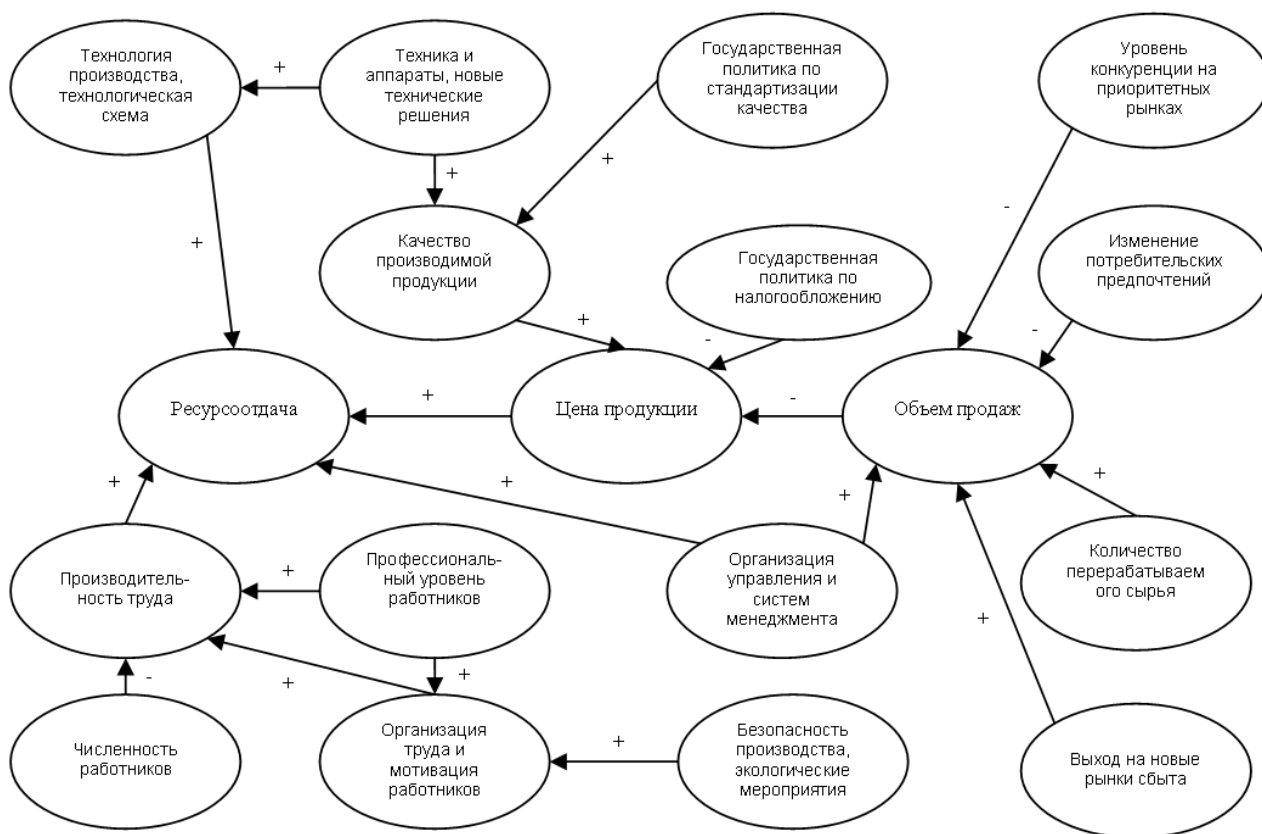 Технология
производства,
технологическая
схема
+
Техника и
аппараты, новые
технические
решения
Государственная
политика по
стандартизации
качества
Уровень
конкуренции на
приоритетных
рынках
+
+
+
-
Качество
производимой
продукции
Государственная
политика по
налогообложению
Изменение
потребительских
предпочтений
+
-
-
Ресурсоотдача
+
Цена продукции
-
Объем продаж
+
+
+
+
Производитель-
ность труда
+
Профессиональ-
ный уровень
работников
Организация
управления и
систем
менеджмента
Количество
перерабатываем
ого сырья
+
-
+
+
Численность
работников
Организация
труда и
мотивация
работников
+
Безопасность
производства,
экологические
мероприятия
Выход на новые
рынки сбыта